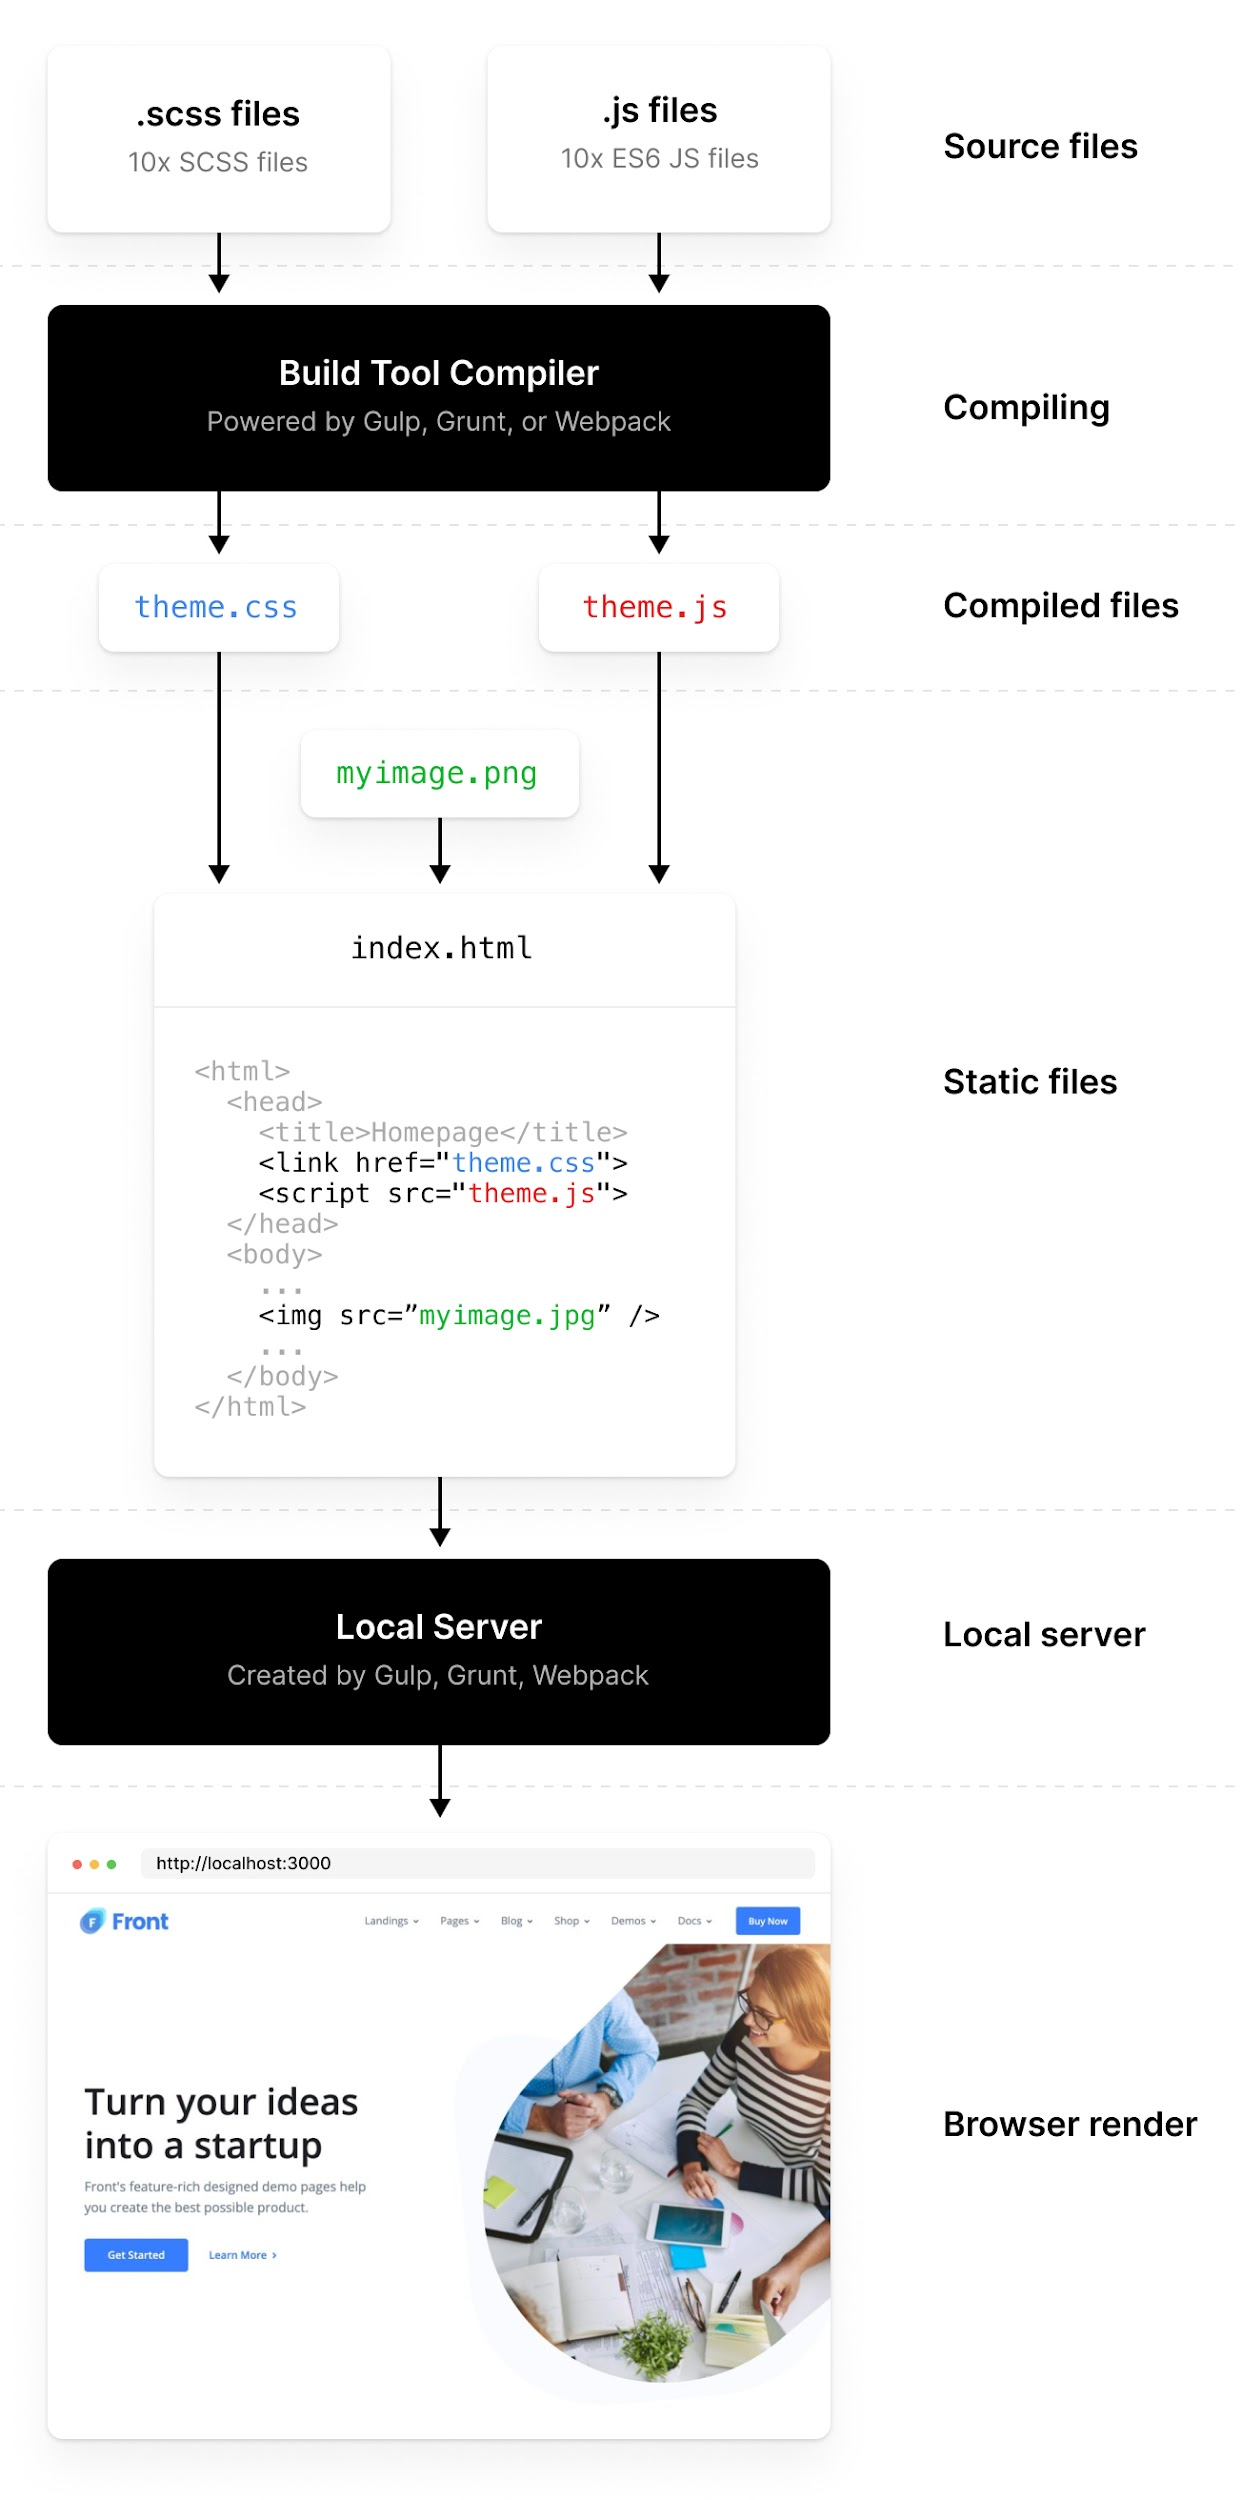 .scss files
10x SCSS files
.js files
10x ES6 JS files
Source files
Build Tool Compiler
Powered by Gulp, Grunt, or Webpack
Compiling
theme.css
theme.js
Compiled files
myimage.png
index.html
<html>
<head>
<title>Homepage</title>
<link href="theme.css">
<script src="theme.js">
</head>
<body>
...
<img src=”myimage.jpg” />
...
</body>
</html>
Static files
Local Server
Created by Gulp, Grunt, Webpack
Local server
http://localhost:3000
F Front
Landings Pages Blog Shop Demos Docs Buy Now
Turn your ideas
into a startup
Front's feature-rich designed demo pages help
you create the best possible product.
Get Started Learn More ›
Browser render